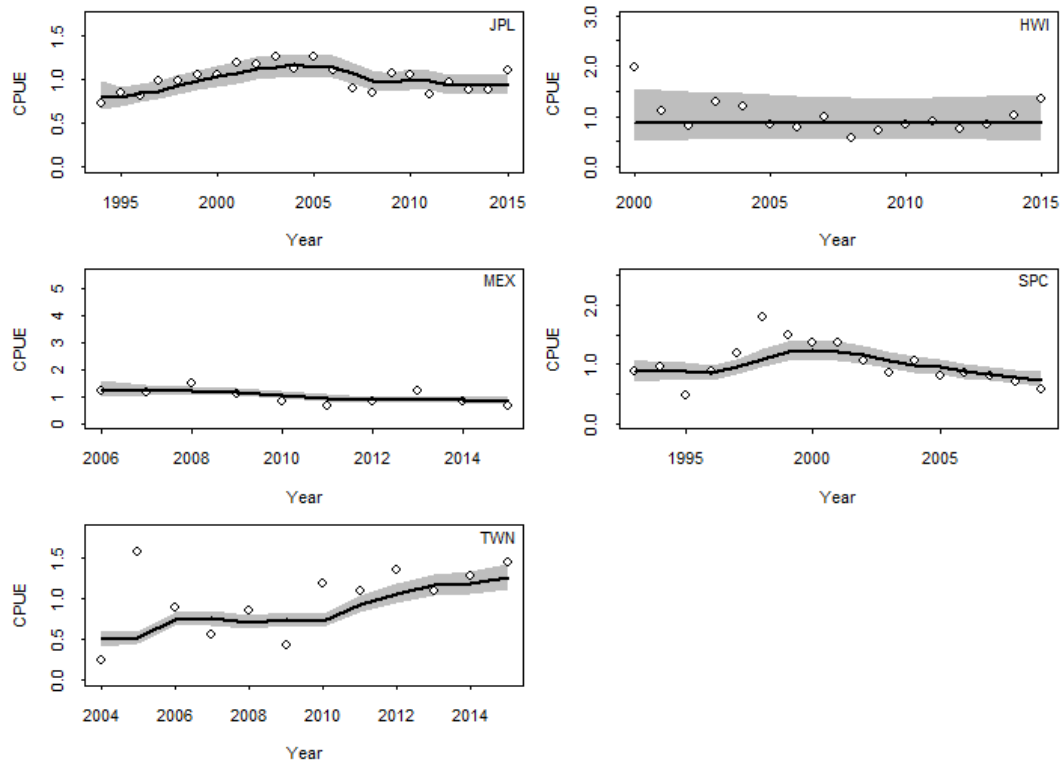 JPL
CPUE
0.0 0.5 1.0 1.5
1995 2000 2005 2010 2015
Year
HWI
CPUE
0.0 1.0 2.0 3.0
2000 2005 2010 2015
Year
MEX
CPUE
0 1 2 3 4 5
2006 2008 2010 2012 2014
Year
SPC
CPUE
0.0 1.0 2.0
1995 2000 2005
Year
TWN
CPUE
0.0 0.5 1.0 1.5
2004 2006 2008 2010 2012 2014
Year